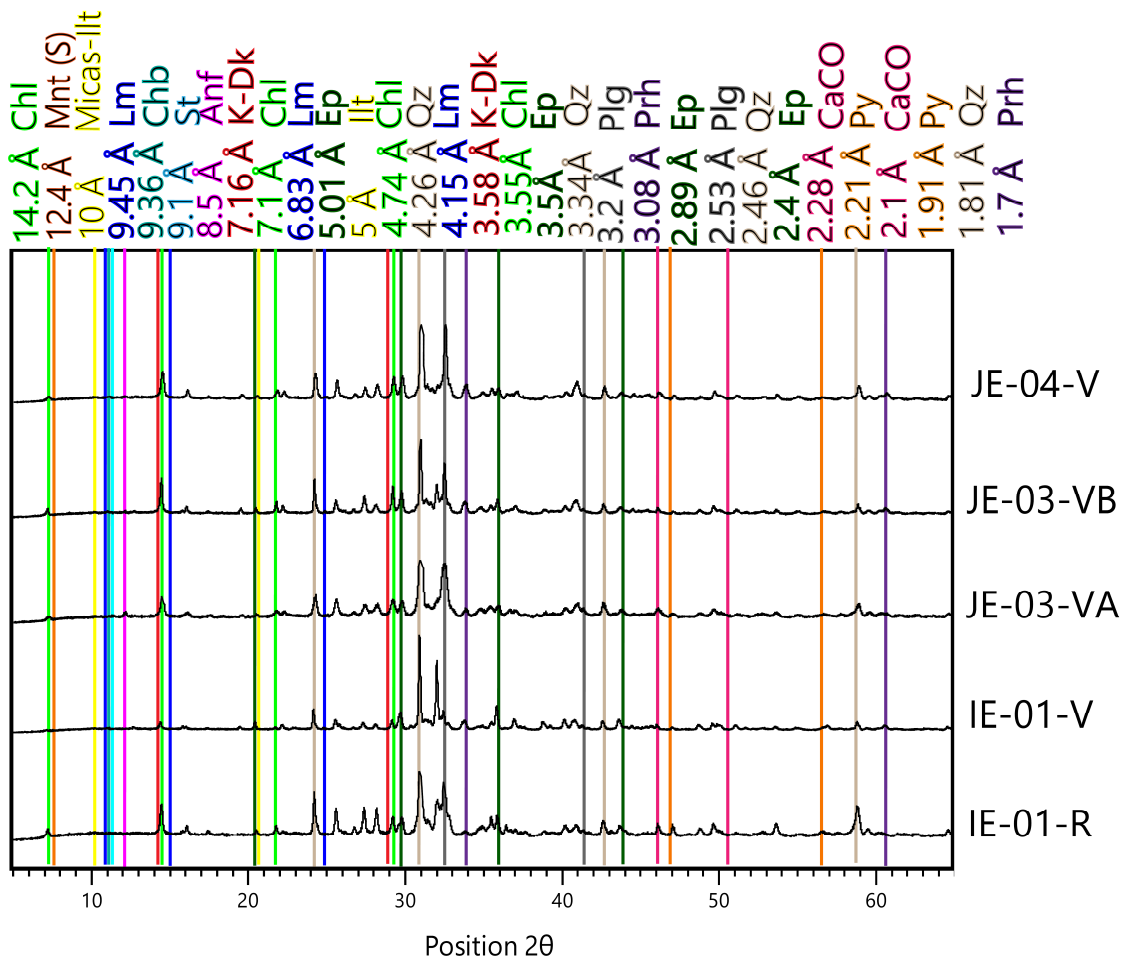 Chl 14.2 Å
Mnt (S) 12.4 Å
Micas-Ilt 10 Å
Lm 9.45 Å
Chb 9.36 Å
St 9.1 Å
Anf 8.5 Å
K-Dk 7.16 Å
Chl 7.1 Å
Lm 6.83 Å
Ep 5.01 Å
Ilt 5 Å
Chl 4.74 Å
Qz 4.26 Å
Lm 4.15 Å
K-Dk 3.58 Å
Chl 3.55Å
Ep 3.5Å
Qz 3.34Å
Plg 3.2 Å
Prh 3.08 Å
Ep 2.89 Å
Plg 2.53 Å
Qz 2.46 Å
Ep 2.4 Å
CaCO 2.28 Å
Py 2.21 Å
CaCO 2.1 Å
Py 1.91 Å
Qz 1.81 Å
Prh 1.7 Å
JE-04-V
JE-03-VB
JE-03-VA
IE-01-V
IE-01-R
10 20 30 40 50 60
Position 2θ